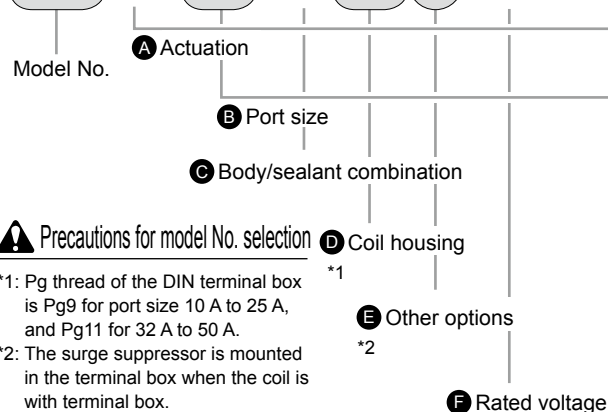 Model No.
A Actuation
B Port size
C Body/sealant combination
Precautions for model No. selection
*1: Pg thread of the DIN terminal box
is Pg9 for port size 10 A to 25 A,
and Pg11 for 32 A to 50 A.
*2: The surge suppressor is mounted
in the terminal box when the coil is
with terminal box.
D Coil housing
*1
E Other options
*2
F Rated voltage